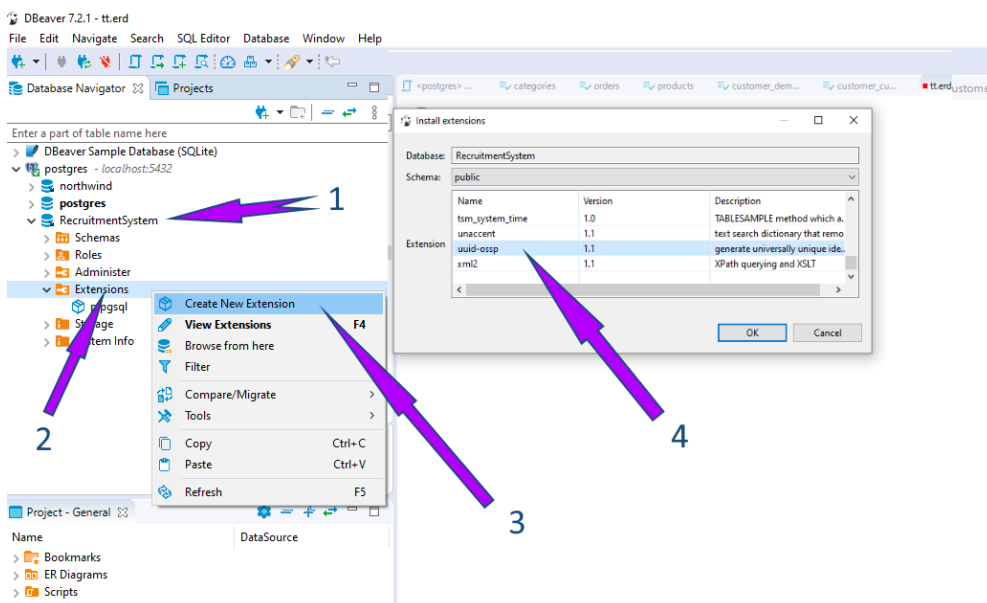 DBeaver 7.2.1 - tt.erd
File Edit Navigate Search SQL Editor Database Window Help
Database Navigator Projects
Enter a part of table name here
DBeaver Sample Database (SQLite)
postgres - localhost:5432
northwind
postgres
RecruitmentSystem
Schemas
Roles
Administer
Extensions
Storage
1
2
Create New Extension
View Extensions F4
Browse from here
Filter
Compare/Migrate
Tools
Copy Ctrl+C
Paste Ctrl+V
Refresh F5
3
<postgres> ... categories orders products customer_dem... customer_cu... tt.erd
Install extensions
Database: RecruitmentSystem
Schema: public
Extension
Name Version Description
tsm_system_time 1.0 TABLESAMPLE method which a.
unaccent 1.1 text search dictionary that remo
uuid-ossp 1.1 generate universally unique ide..
xml2 1.1 XPath querying and XSLT
OK Cancel
4
Project - General
Name DataSource
Bookmarks
ER Diagrams
Scripts